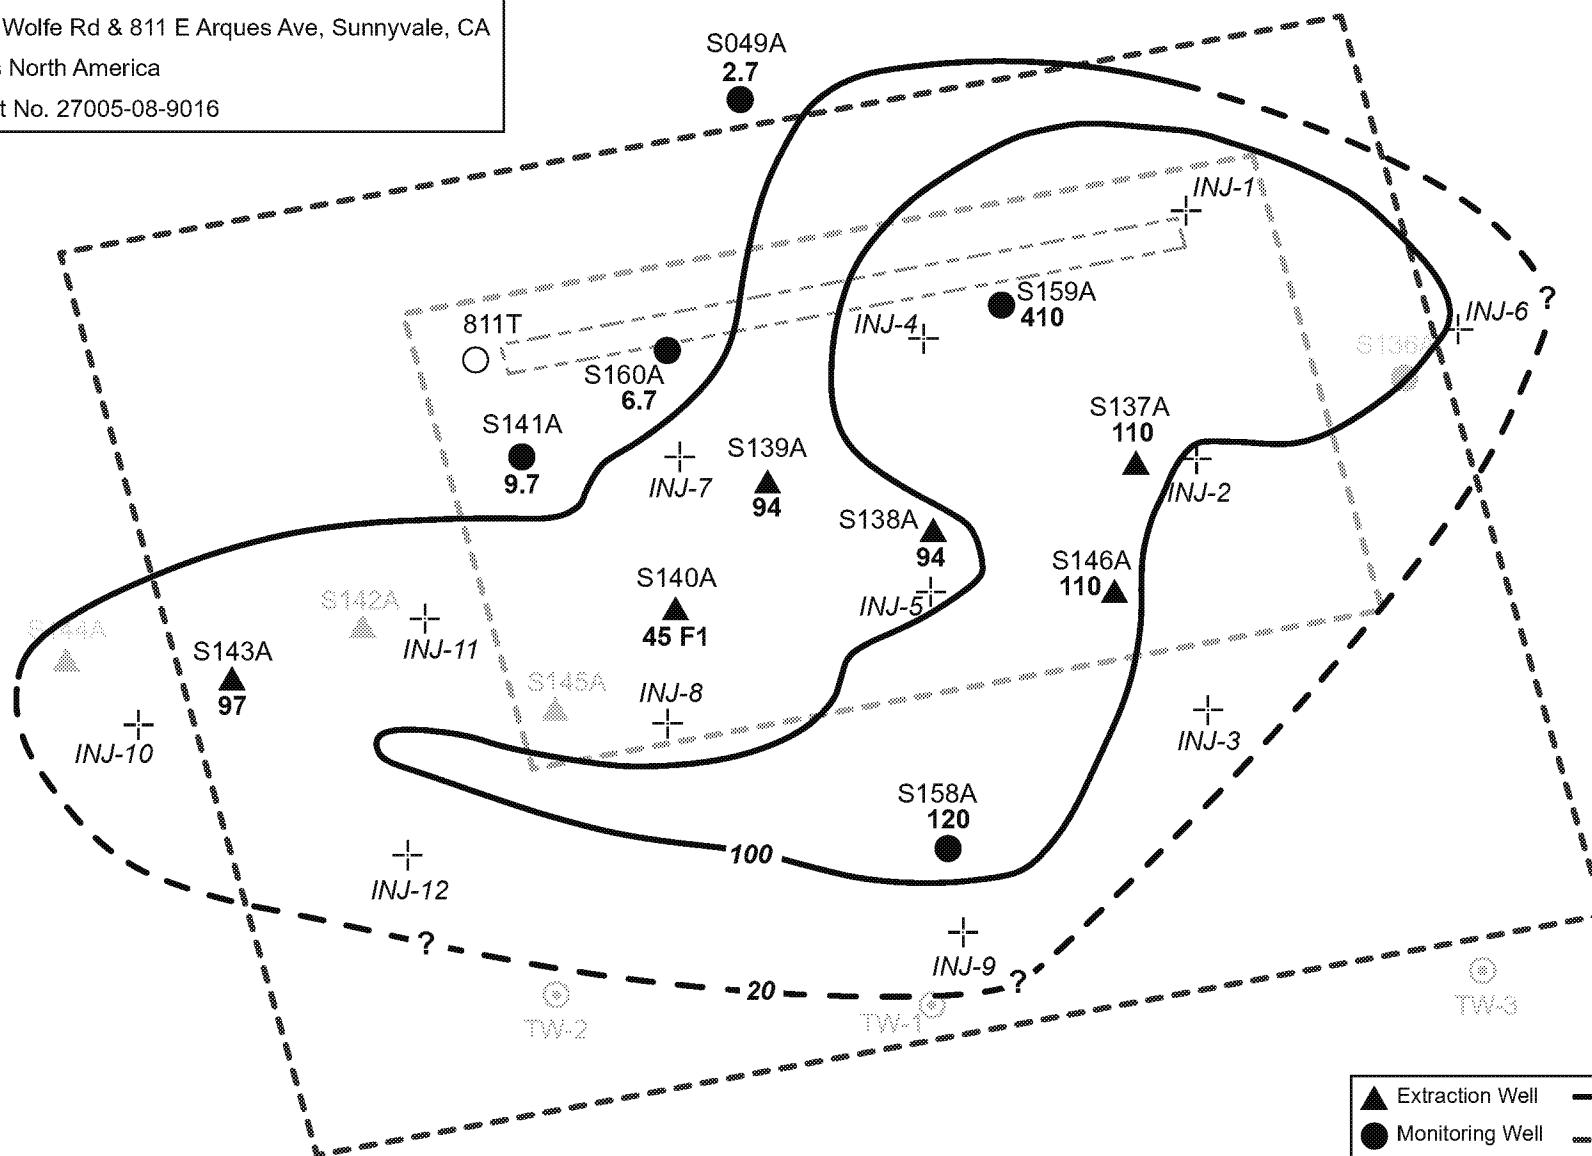 Wolfe Rd & 811 E Arques Ave, Sunnyvale, CA
s North America
t No. 27005-08-9016
S049A
2.7
INJ-1
S159A
410
INJ-4
INJ-6
?
S136A
811T
S160A
6.7
S141A
9.7
S137A
110
INJ-2
S139A
94
INJ-7
S138A
94
S146A
110
INJ-5
S140A
45 F1
S142A
INJ-11
S144A
S143A
97
S145A
INJ-8
INJ-10
INJ-3
S158A
120
100
INJ-12
?
INJ-9
?
20
TW-2
TW-1
TW-3
Extraction Well
Monitoring Well